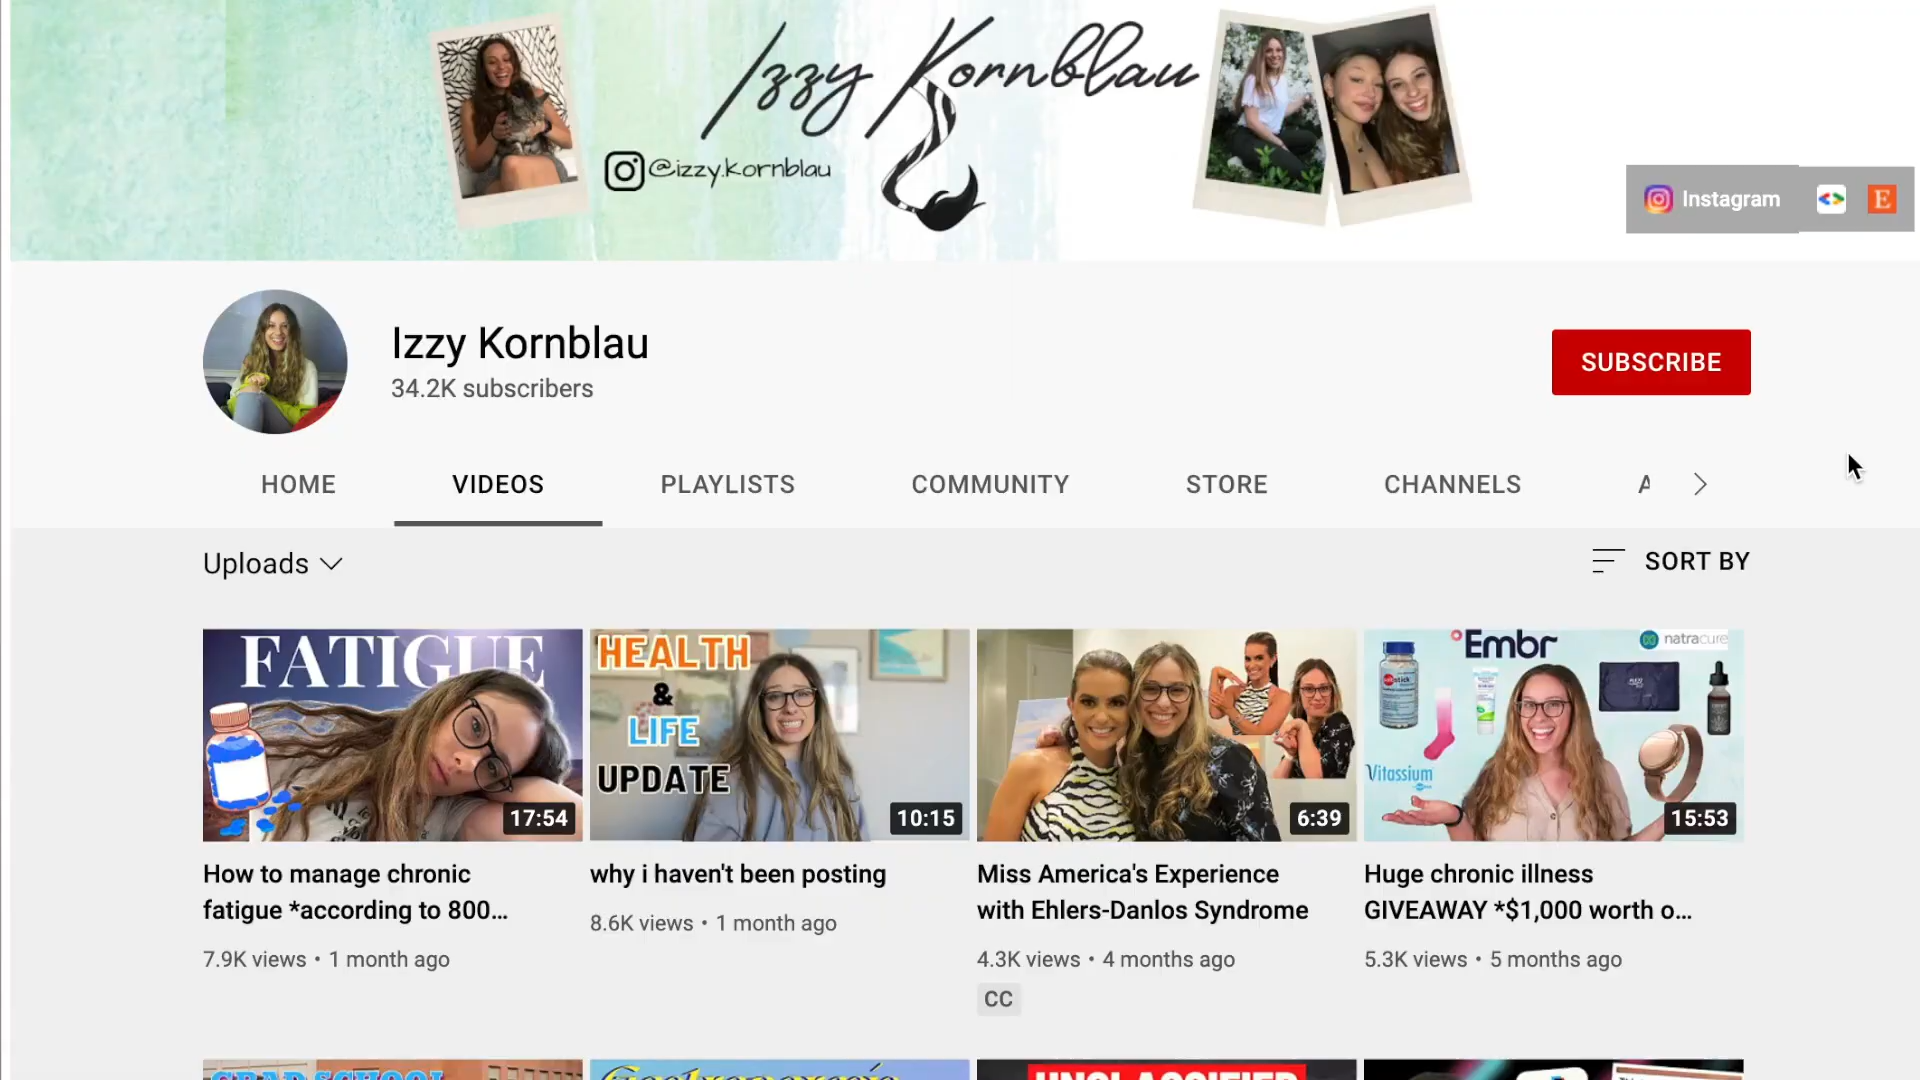 Izzy Kornblau
@izzy.kornblau
Instagram
Izzy Kornblau
34.2K subscribers
SUBSCRIBE
HOME VIDEOS PLAYLISTS COMMUNITY STORE CHANNELS A
Uploads
SORT BY
FATIGUE
17:54
HEALTH
&
LIFE
UPDATE
10:15
6:39
Embr
natracure
Vitassium
15:53
How to manage chronic
fatigue *according to 800...
7.9K views • 1 month ago
why i haven't been posting
8.6K views • 1 month ago
Miss America's Experience
with Ehlers-Danlos Syndrome
4.3K views • 4 months ago
CC
Huge chronic illness
GIVEAWAY *$1,000 worth o...
5.3K views • 5 months ago
GRAD SCHOOL
Gastroparesis
UNCLASSIFIED